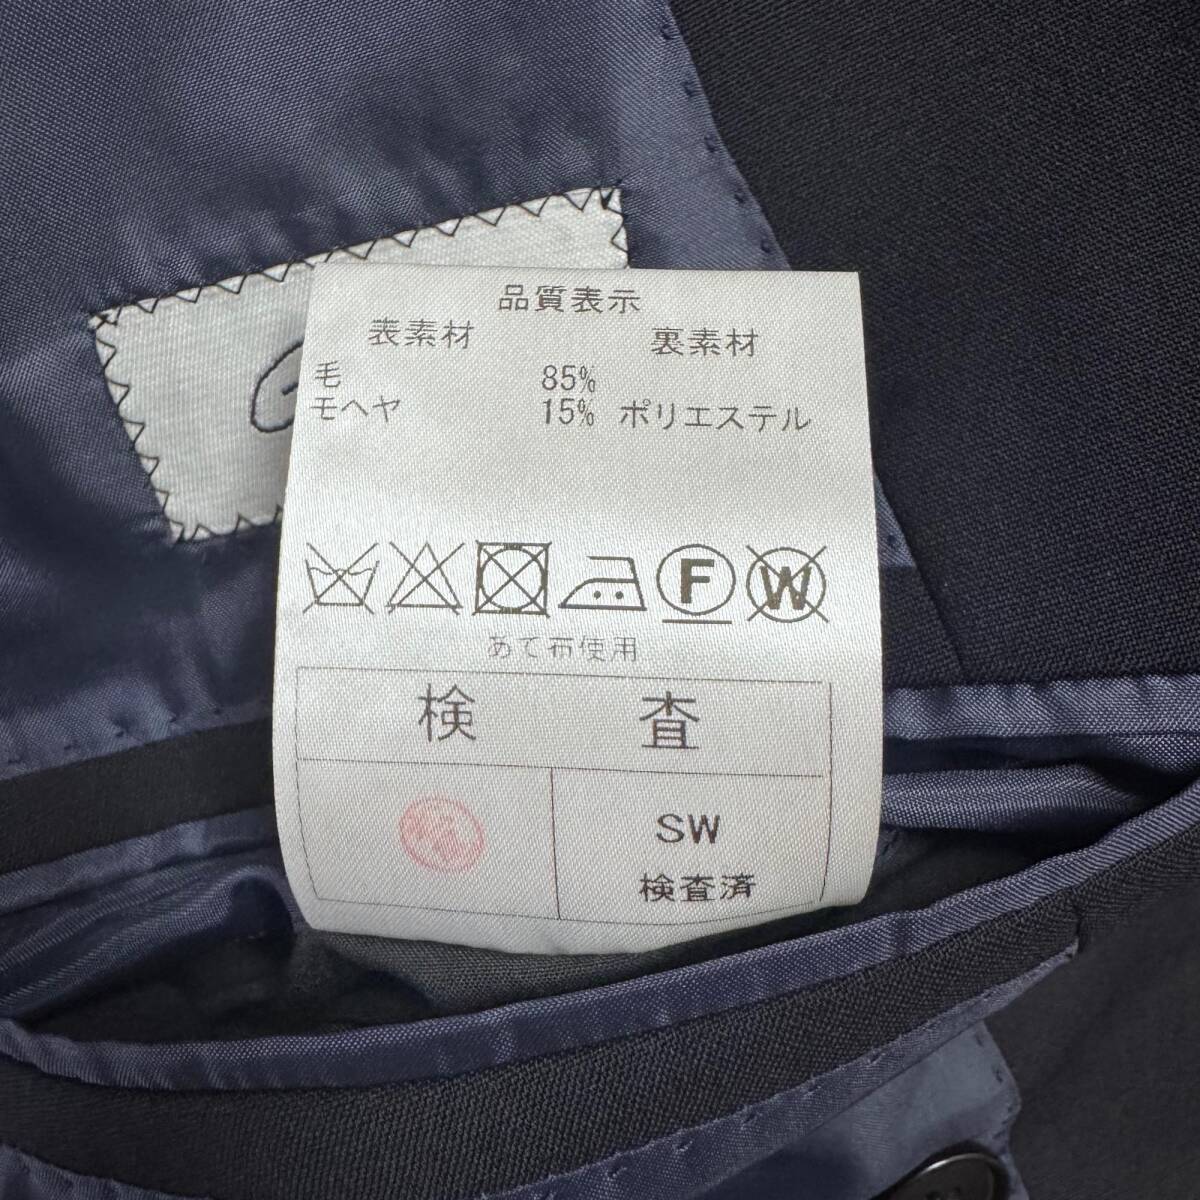 品質表示
表素材 裏素材
毛 85%
モヘヤ 15% ポリエステル
F W
あて布使用
検査
SW
検査済